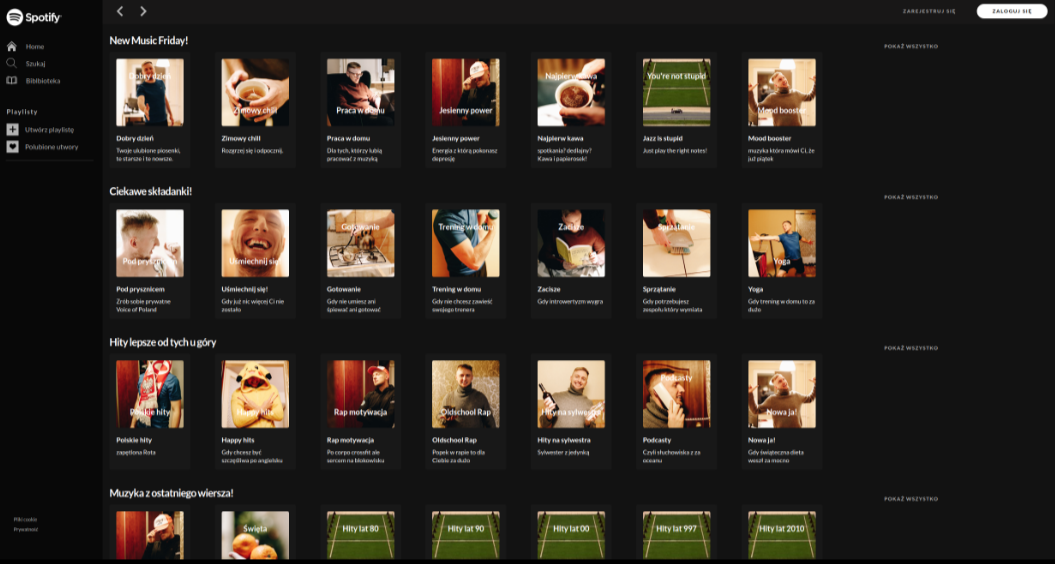 Spotify
ZAREJESTRUJ SIĘ
ZALOGUJ SIĘ
Home
Szukaj
Biblioteka
Playlisty
Utwórz playlistę
Polubione utwory
New Music Friday!
POKAŻ WSZYSTKO
Dobry dzień
Zimowy chill
Praca w domu
Jesienny power
Najpierw kawa
You're not stupid
Mood booster
Dobry dzień
Twoje ulubione piosenki,
te starsze i te nowsze.
Zimowy chill
Rozgrzej się i odpocznij.
Praca w domu
Dla tych, którzy lubią
pracować z muzyką
Jesienny power
Energia z którą pokonasz
depresję
Najpierw kawa
spotkania? dedlajny?
Kawa i papierosek!
Jazz is stupid
Just play the right notes!
Mood booster
muzyka która mówi Ci, że
już piątek
Ciekawe składanki!
POKAŻ WSZYSTKO
Pod prysznicem
Uśmiechnij się!
Gotowanie
Trening w domu
Zacisze
Sprzątanie
Yoga
Pod prysznicem
Zrób sobie prywatne
Voice of Poland
Uśmiechnij się!
Gdy już nic więcej Ci nie
zostało
Gotowanie
Gdy nie umiesz ani
śpiewać ani gotować
Trening w domu
Gdy nie chcesz zawieść
swojego trenera
Zacisze
Gdy introwertyzm wygra
Sprzątanie
Gdy potrzebujesz
zespołu który wymiata
Yoga
Gdy trening w domu to za
dużo
Hity lepsze od tych u góry
POKAŻ WSZYSTKO
Polskie hity
Happy hits
Rap motywacja
Oldschool Rap
Hity na sylwestra
Podcasty
Nowa ja!
Polskie hity
zapętlona Rota
Happy hits
Gdy chcesz być
szczęśliwa po angielsku
Rap motywacja
Po corpo crossfit ale
sercem na blokowisku
Oldschool Rap
Popek w rapie to dla
Ciebie za dużo
Hity na sylwestra
Sylwester z jedynką
Podcasty
Czyli słuchowiska z za
oceanu
Nowa ja!
Gdy świąteczna dieta
weszł za mocno
Muzyka z ostatniego wiersza!
POKAŻ WSZYSTKO
Święta
Hity lat 80
Hity lat 90
Hity lat 00
Hity lat 997
Hity lat 2010
Pliki cookie
Prywatność